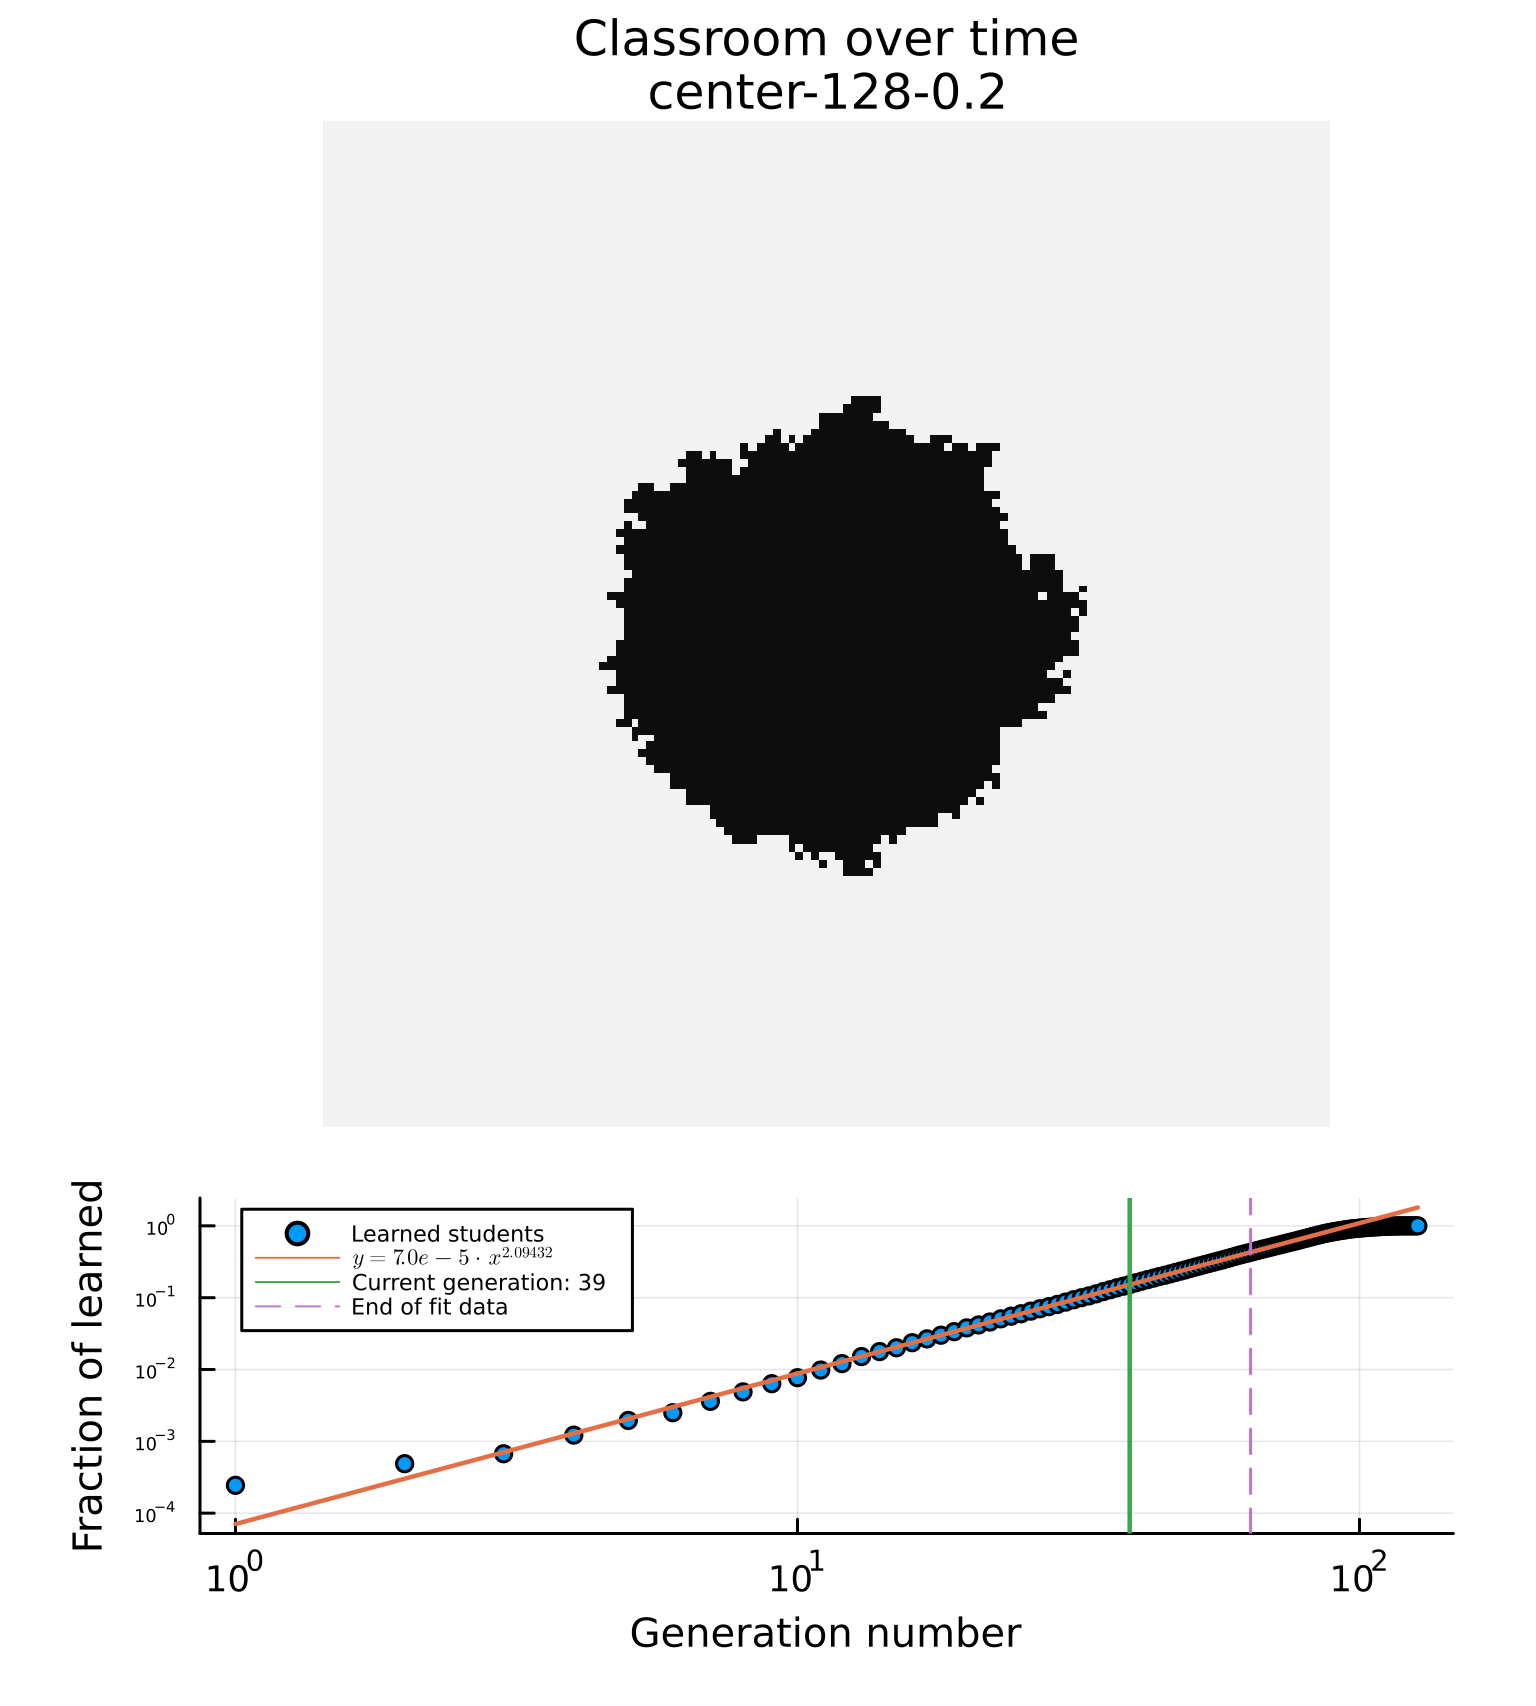 Classroom over time
center-128-0.2
Fraction of learned
10^0
10^−1
10^−2
10^−3
10^−4
Learned students
y = 7.0e − 5 · x^2.09432
Current generation: 39
End of fit data
10^0
10^1
10^2
Generation number